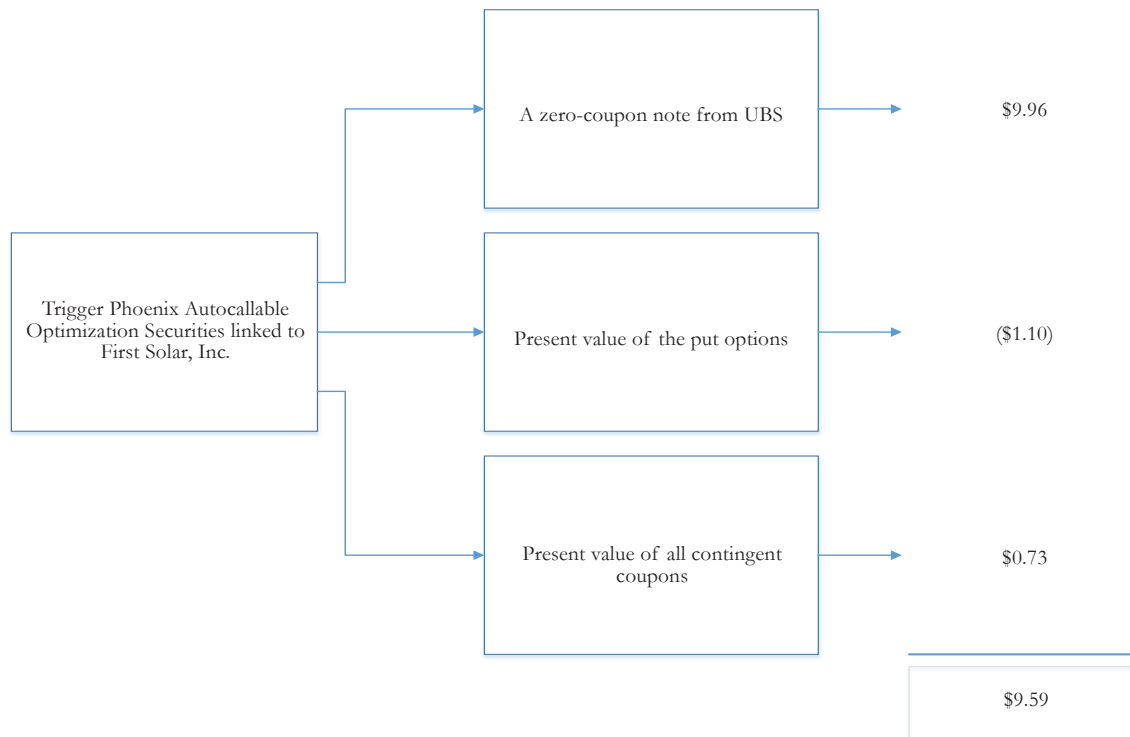 A zero-coupon note from UBS
$9.96
Trigger Phoenix Autocallable
Optimization Securities linked to
First Solar, Inc.
Present value of the put options
($1.10)
Present value of all contingent
coupons
$0.73
$9.59